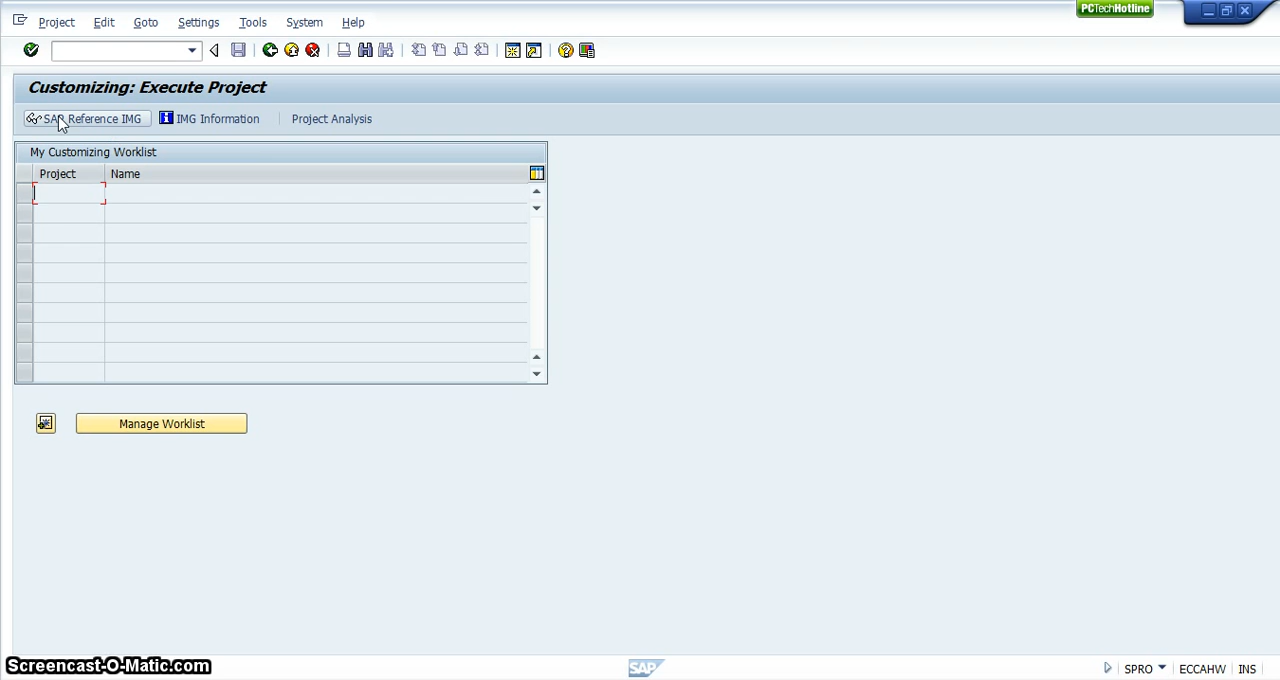 PCTechHotline
Project Edit Goto Settings Tools System Help
Customizing: Execute Project
SAP Reference IMG IMG Information Project Analysis
My Customizing Worklist
Project Name
Manage Worklist
Screencast-O-Matic.com
SAP SPRO ECCAHW INS